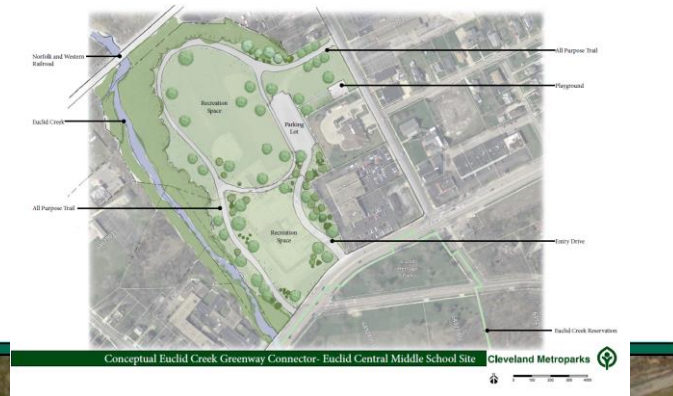 Norfolk and Western
Railroad
All Purpose Trail
Playground
Recreation
Space
Parking
Lot
Euclid Creek
All Purpose Trail
Recreation
Space
Entry Drive
Euclid Creek Reservation
Conceptual Euclid Creek Greenway Connector- Euclid Central Middle School Site
Cleveland Metroparks